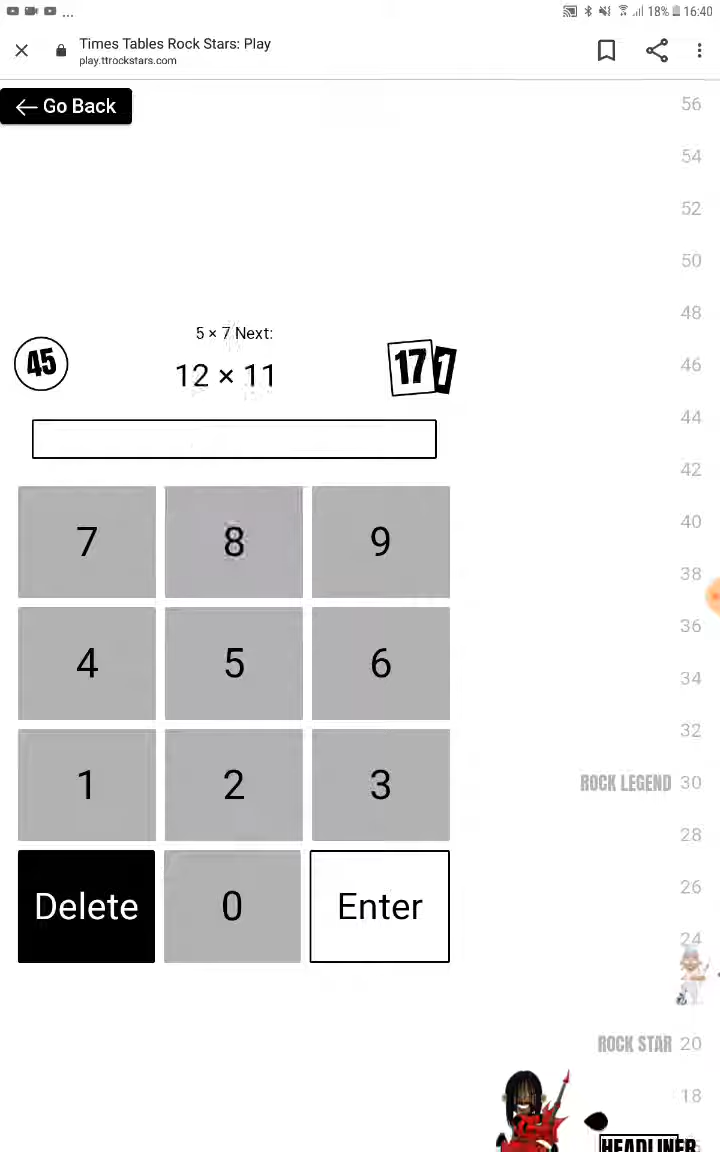 ... 18% 16:40
Times Tables Rock Stars: Play
play.ttrockstars.com
Go Back
56
54
52
50
48
5 × 7 Next:
45
12 × 11
17 1
46
44
42
7 8 9
40
38
36
4 5 6
34
32
1 2 3
ROCK LEGEND 30
28
Delete 0 Enter
26
24
ROCK STAR 20
18
HEADLINER